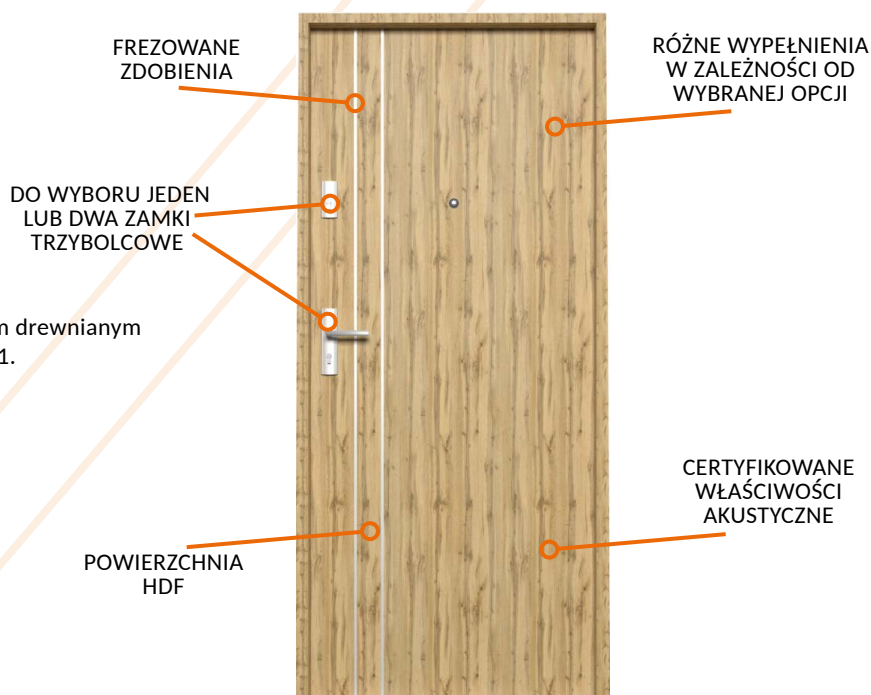 FREZOWANE
ZDOBIENIA
RÓŻNE WYPEŁNIENIA
W ZALEŻNOŚCI OD
WYBRANEJ OPCJI
DO WYBORU JEDEN
LUB DWA ZAMKI
TRZYBOLCOWE
drewnianym
1.
CERTYFIKOWANE
WŁAŚCIWOŚCI
AKUSTYCZNE
POWIERZCHNIA
HDF